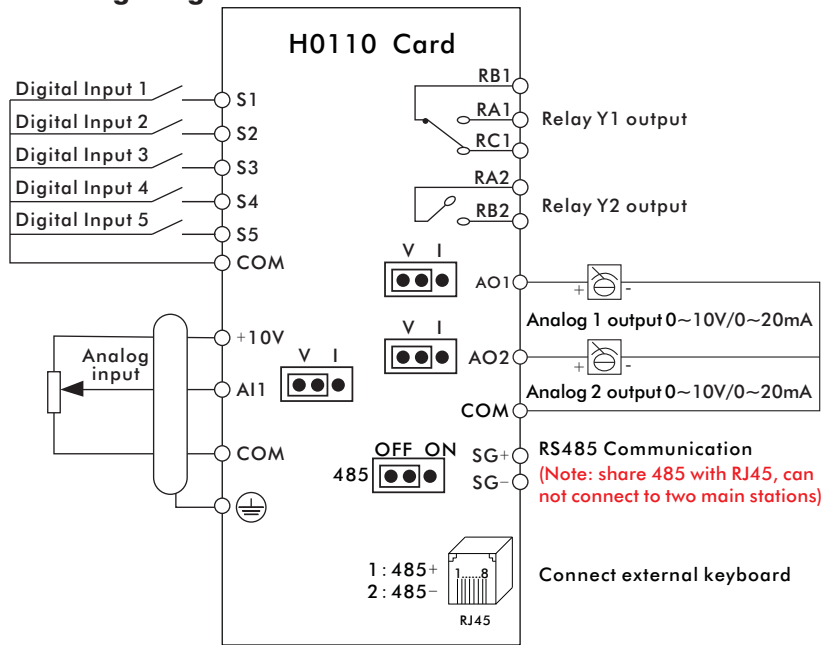 H0110 Card
Digital Input 1
S1
Digital Input 2
S2
Digital Input 3
S3
Digital Input 4
S4
Digital Input 5
S5
COM
+10V
Analog
input
AI1
COM
V I
RB1
RA1
RC1
Relay Y1 output
RA2
RB2
Relay Y2 output
V I
AO1
+ -
Analog 1 output 0~10V/0~20mA
V I
AO2
+ -
Analog 2 output 0~10V/0~20mA
COM
OFF ON
485
SG+
SG-
RS485 Communication
(Note: share 485 with RJ45, can
not connect to two main stations)
1:485+
2:485-
1......8
RJ45
Connect external keyboard